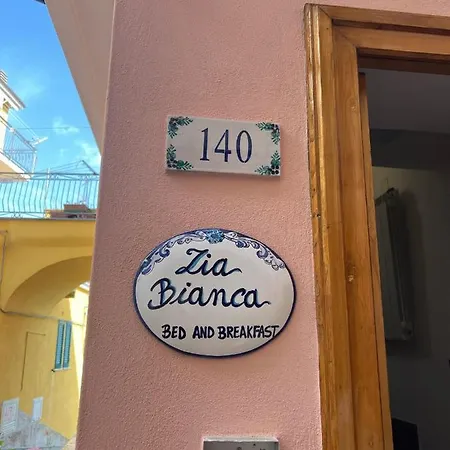 140
Zia
Bianca
BED AND BREAKFAST